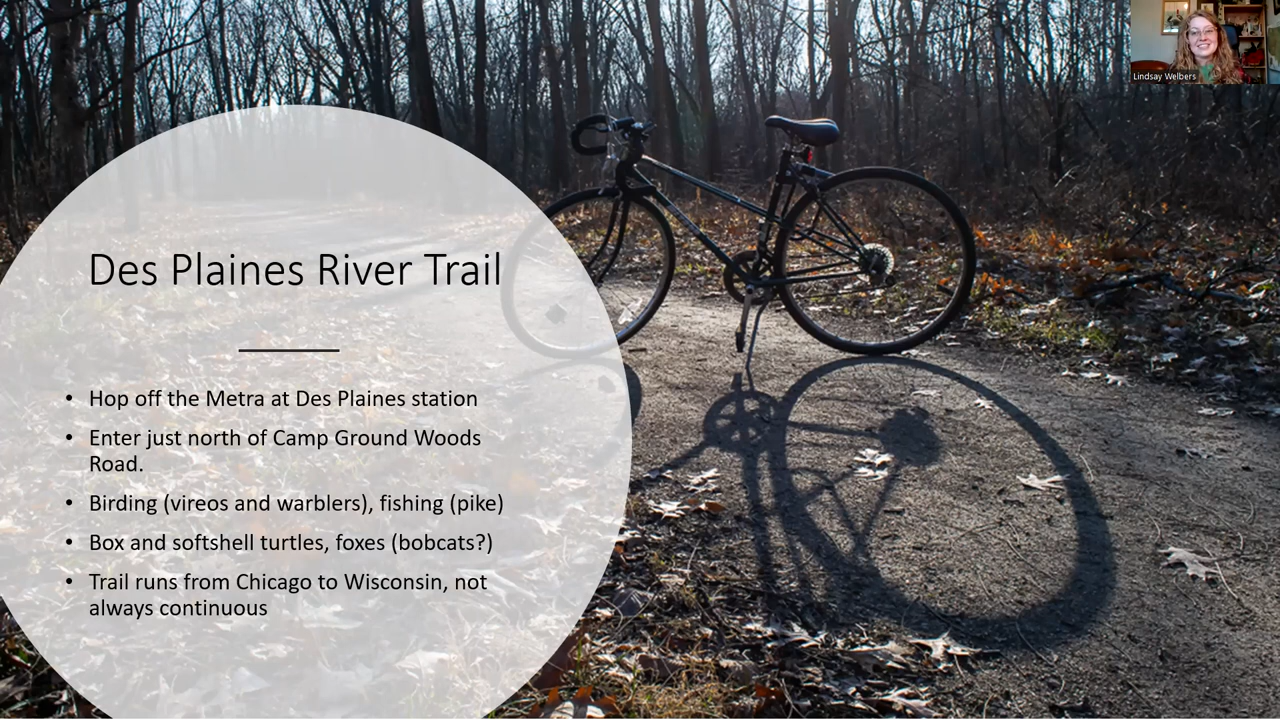 Lindsay Welbers
Des Plaines River Trail
• Hop off the Metra at Des Plaines station
• Enter just north of Camp Ground Woods
Road.
• Birding (vireos and warblers), fishing (pike)
• Box and softshell turtles, foxes (bobcats?)
• Trail runs from Chicago to Wisconsin, not
always continuous